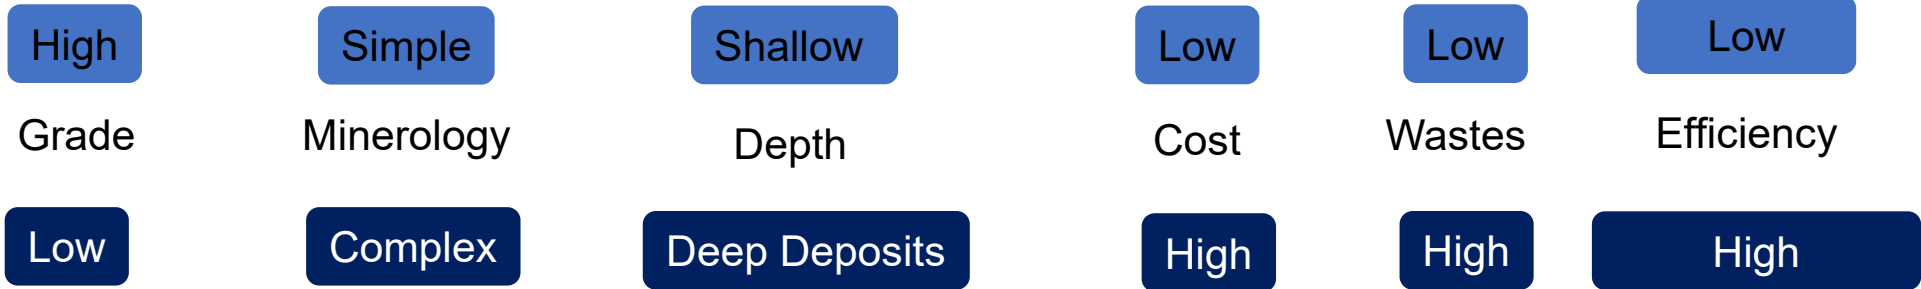 High Simple Shallow Low Low Low
Grade Minerology Depth Cost Wastes Efficiency
Low Complex Deep Deposits High High High